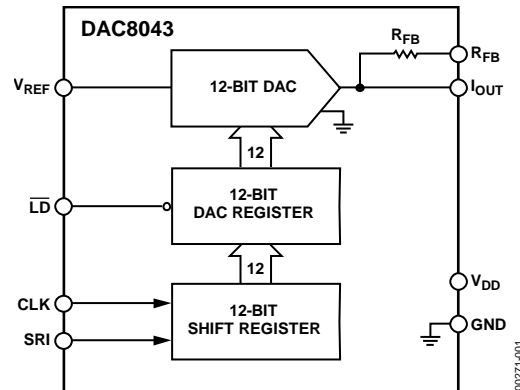 DAC8043
R_FB
R_FB
V_REF
12-BIT DAC
I_OUT
12
L̅D̅
12-BIT
DAC REGISTER
12
V_DD
CLK
12-BIT
SHIFT REGISTER
GND
SRI
00271-001